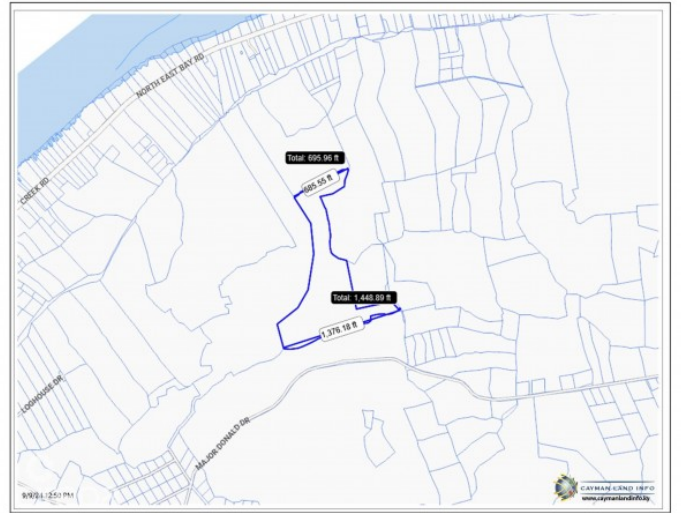 NORTH EAST BAY RD
Total: 695.96 ft
685.55 ft
CREEK RD
Total: 1,448.89 ft
1,376.18 ft
LOGHOUSE DR
MAJOR DONALD DR
CAYMAN LAND INFO
www.caymanlandinfo.ky